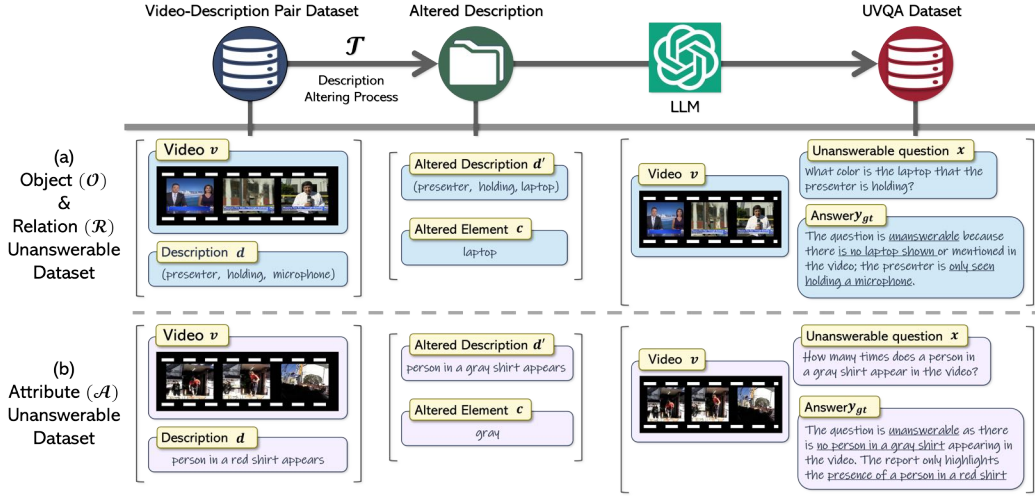 Video-Description Pair Dataset
Altered Description
UVQA Dataset
𝒯
Description
Altering Process
LLM
(a)
Object (𝒪)
&
Relation (ℛ)
Unanswerable
Dataset
Video v
Description d
(presenter, holding, microphone)
Altered Description d′
(presenter, holding, laptop)
Altered Element c
laptop
Video v
Unanswerable question x
What color is the laptop that the
presenter is holding?
Answer y_gt
The question is unanswerable because
there is no laptop shown or mentioned in
the video; the presenter is only seen
holding a microphone.
(b)
Attribute (𝒜)
Unanswerable
Dataset
Video v
Description d
person in a red shirt appears
Altered Description d′
person in a gray shirt appears
Altered Element c
gray
Video v
Unanswerable question x
How many times does a person in
a gray shirt appear in the video?
Answer y_gt
The question is unanswerable as there
is no person in a gray shirt appearing in
the video. The report only highlights
the presence of a person in a red shirt